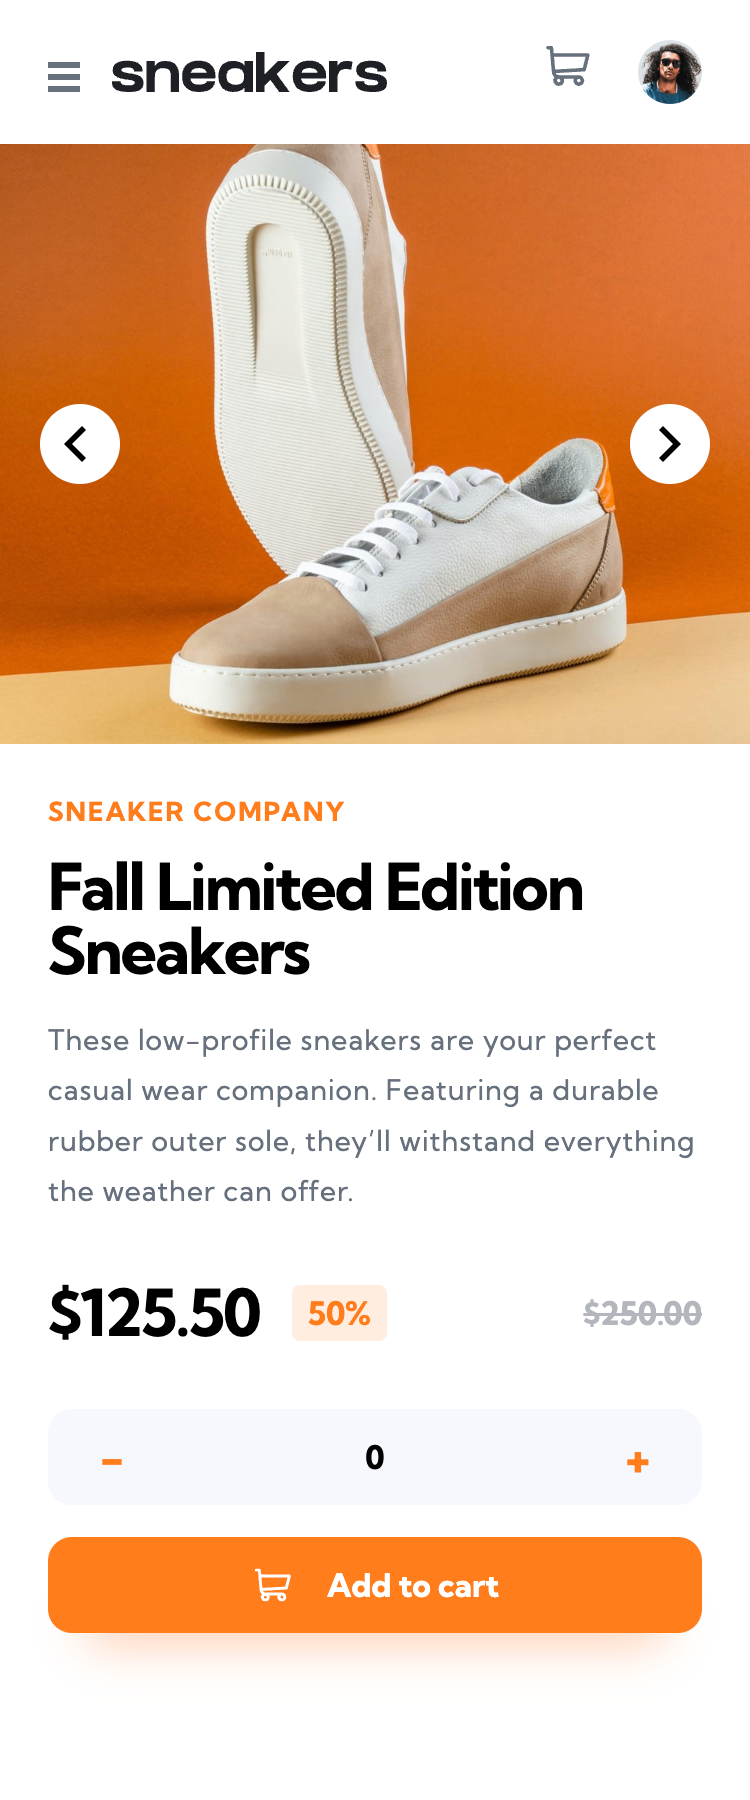 sneakers
SNEAKER COMPANY
Fall Limited Edition
Sneakers
These low-profile sneakers are your perfect
casual wear companion. Featuring a durable
rubber outer sole, they’ll withstand everything
the weather can offer.
$125.50 50% $250.00
- 0 +
Add to cart